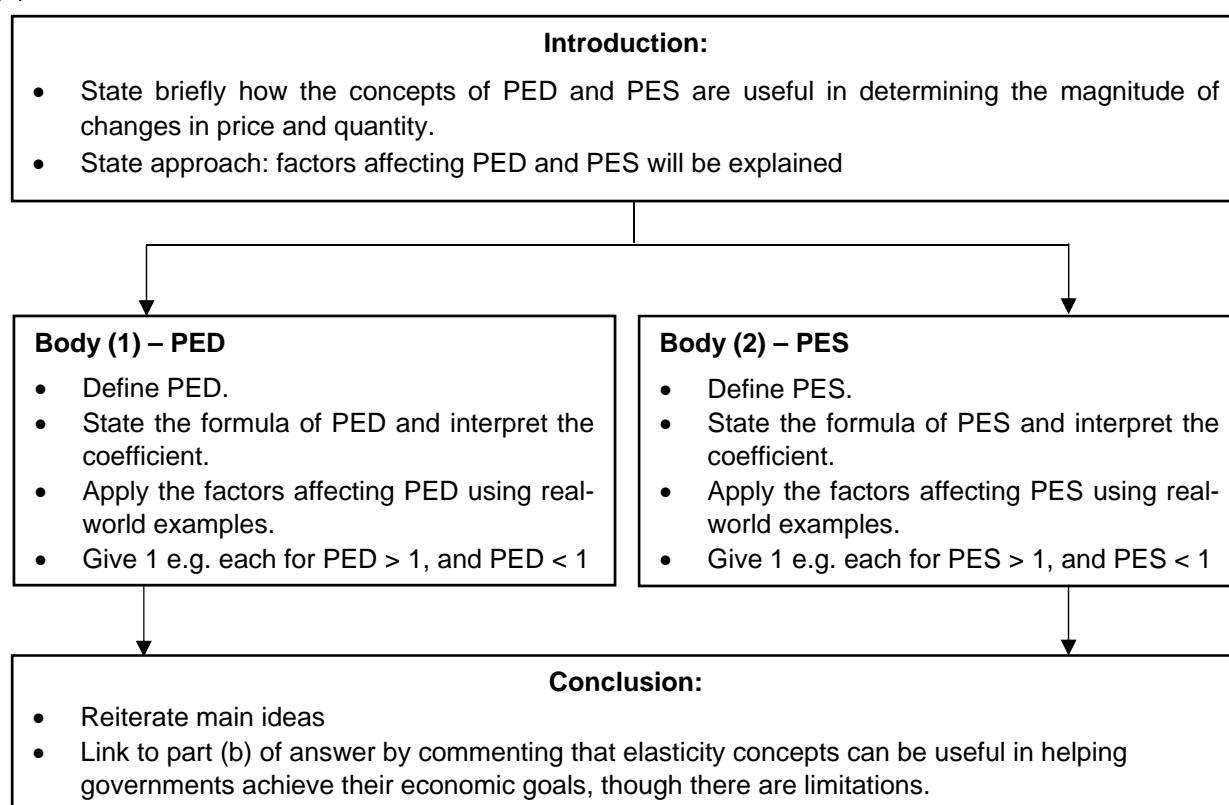 Introduction:
• State briefly how the concepts of PED and PES are useful in determining the magnitude of
changes in price and quantity.
• State approach: factors affecting PED and PES will be explained
Body (1) – PED
• Define PED.
• State the formula of PED and interpret the
coefficient.
• Apply the factors affecting PED using real-
world examples.
• Give 1 e.g. each for PED > 1, and PED < 1
Body (2) – PES
• Define PES.
• State the formula of PES and interpret the
coefficient.
• Apply the factors affecting PES using real-
world examples.
• Give 1 e.g. each for PES > 1, and PES < 1
Conclusion:
• Reiterate main ideas
• Link to part (b) of answer by commenting that elasticity concepts can be useful in helping
governments achieve their economic goals, though there are limitations.